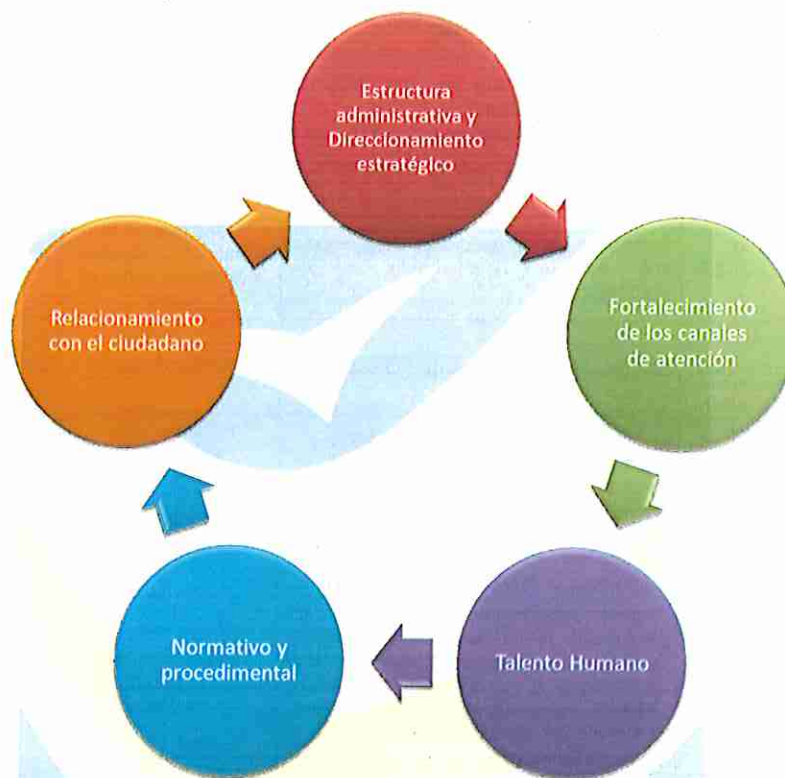 Estructura
administrativa y
Direccionamiento
estratégico
Fortalecimiento
de los canales
de atención
Talento Humano
Normativo y
procedimental
Relacionamiento
con el ciudadano